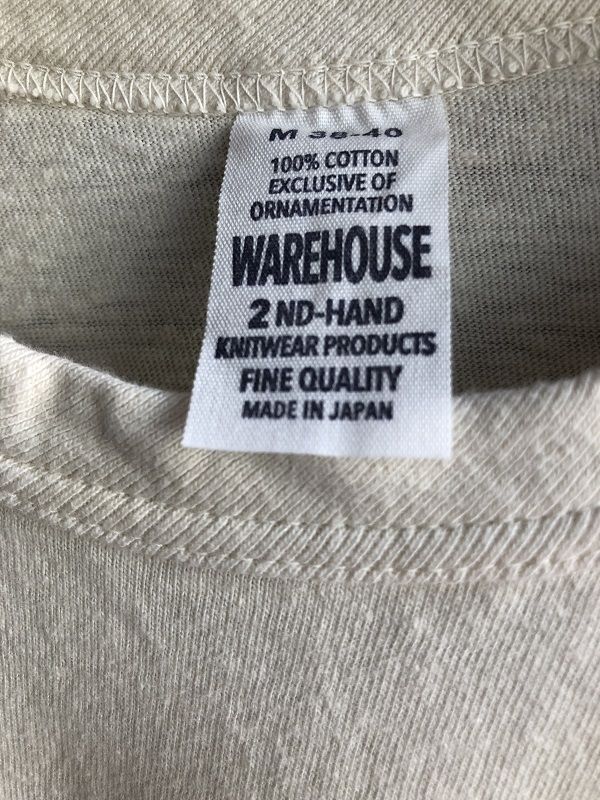 M 38-40
100% COTTON
EXCLUSIVE OF
ORNAMENTATION
WAREHOUSE
2 ND-HAND
KNITWEAR PRODUCTS
FINE QUALITY
MADE IN JAPAN